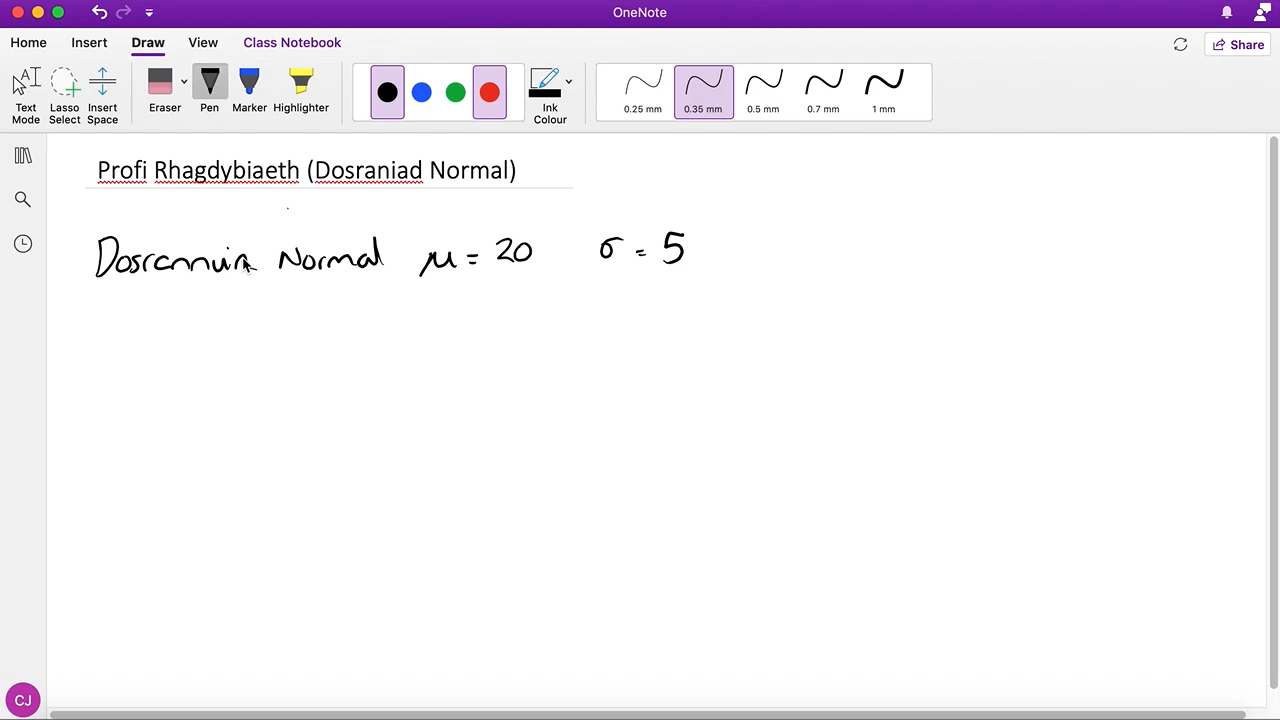 OneNote
Home Insert Draw View Class Notebook Share
Text Mode Lasso Select Insert Space Eraser Pen Marker Highlighter Ink Colour 0.25 mm 0.35 mm 0.5 mm 0.7 mm 1 mm
Profi Rhagdybiaeth (Dosraniad Normal)
Dosrannu'n Normal μ = 20 σ = 5
CJ